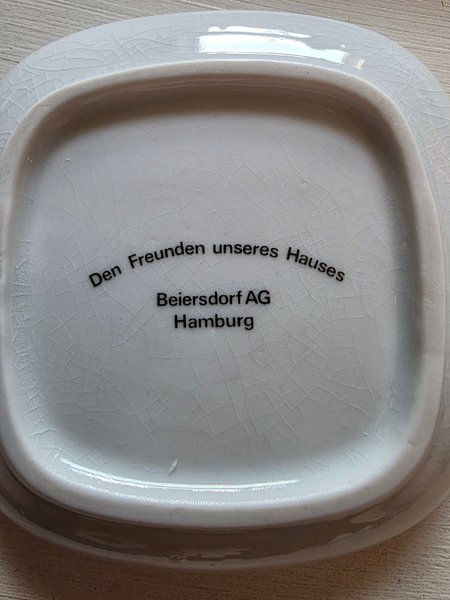 Den Freunden unseres Hauses
Beiersdorf AG
Hamburg